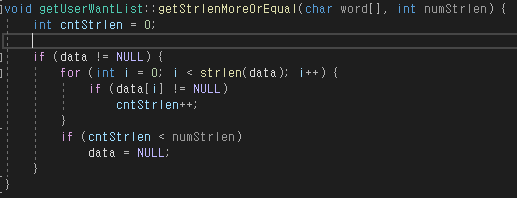 void getUserWantList::getStrlenMoreOrEqual(char word[], int numStrlen) {
int cntStrlen = 0;
if (data != NULL) {
for (int i = 0; i < strlen(data); i++) {
if (data[i] != NULL)
cntStrlen++;
}
if (cntStrlen < numStrlen)
data = NULL;
}
}